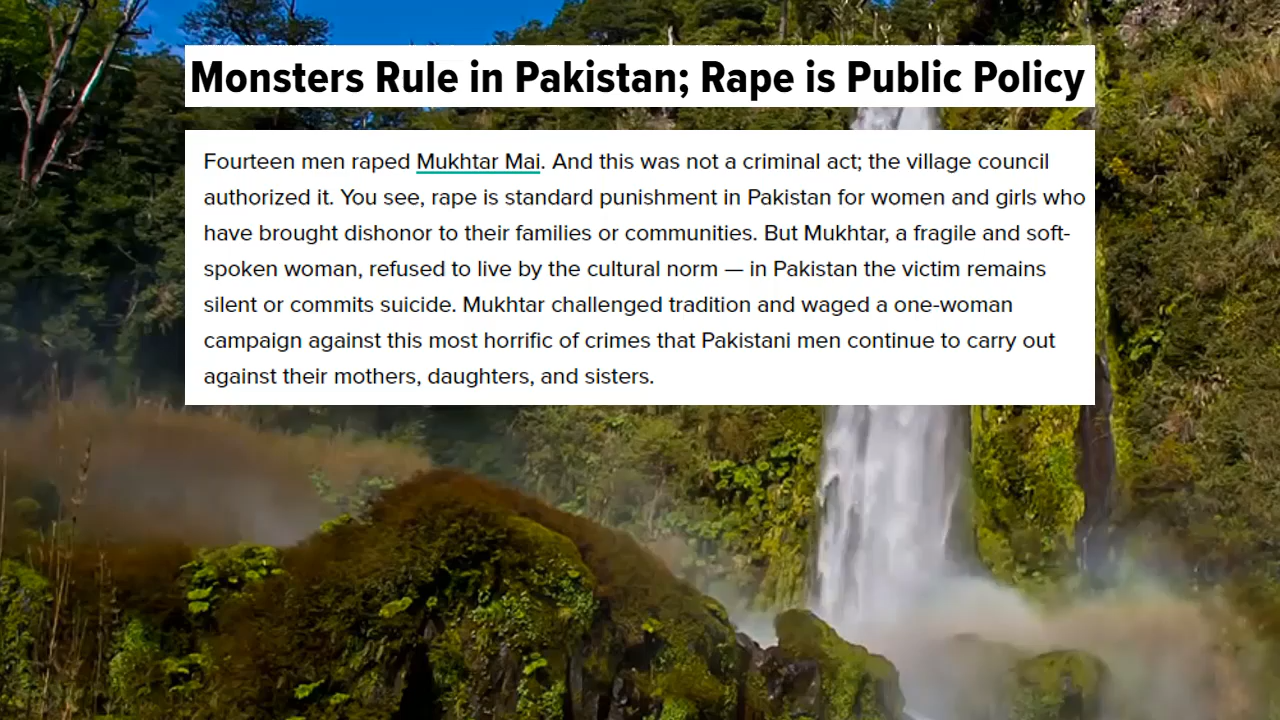 Monsters Rule in Pakistan; Rape is Public Policy
Fourteen men raped Mukhtar Mai. And this was not a criminal act; the village council
authorized it. You see, rape is standard punishment in Pakistan for women and girls who
have brought dishonor to their families or communities. But Mukhtar, a fragile and soft-
spoken woman, refused to live by the cultural norm — in Pakistan the victim remains
silent or commits suicide. Mukhtar challenged tradition and waged a one-woman
campaign against this most horrific of crimes that Pakistani men continue to carry out
against their mothers, daughters, and sisters.